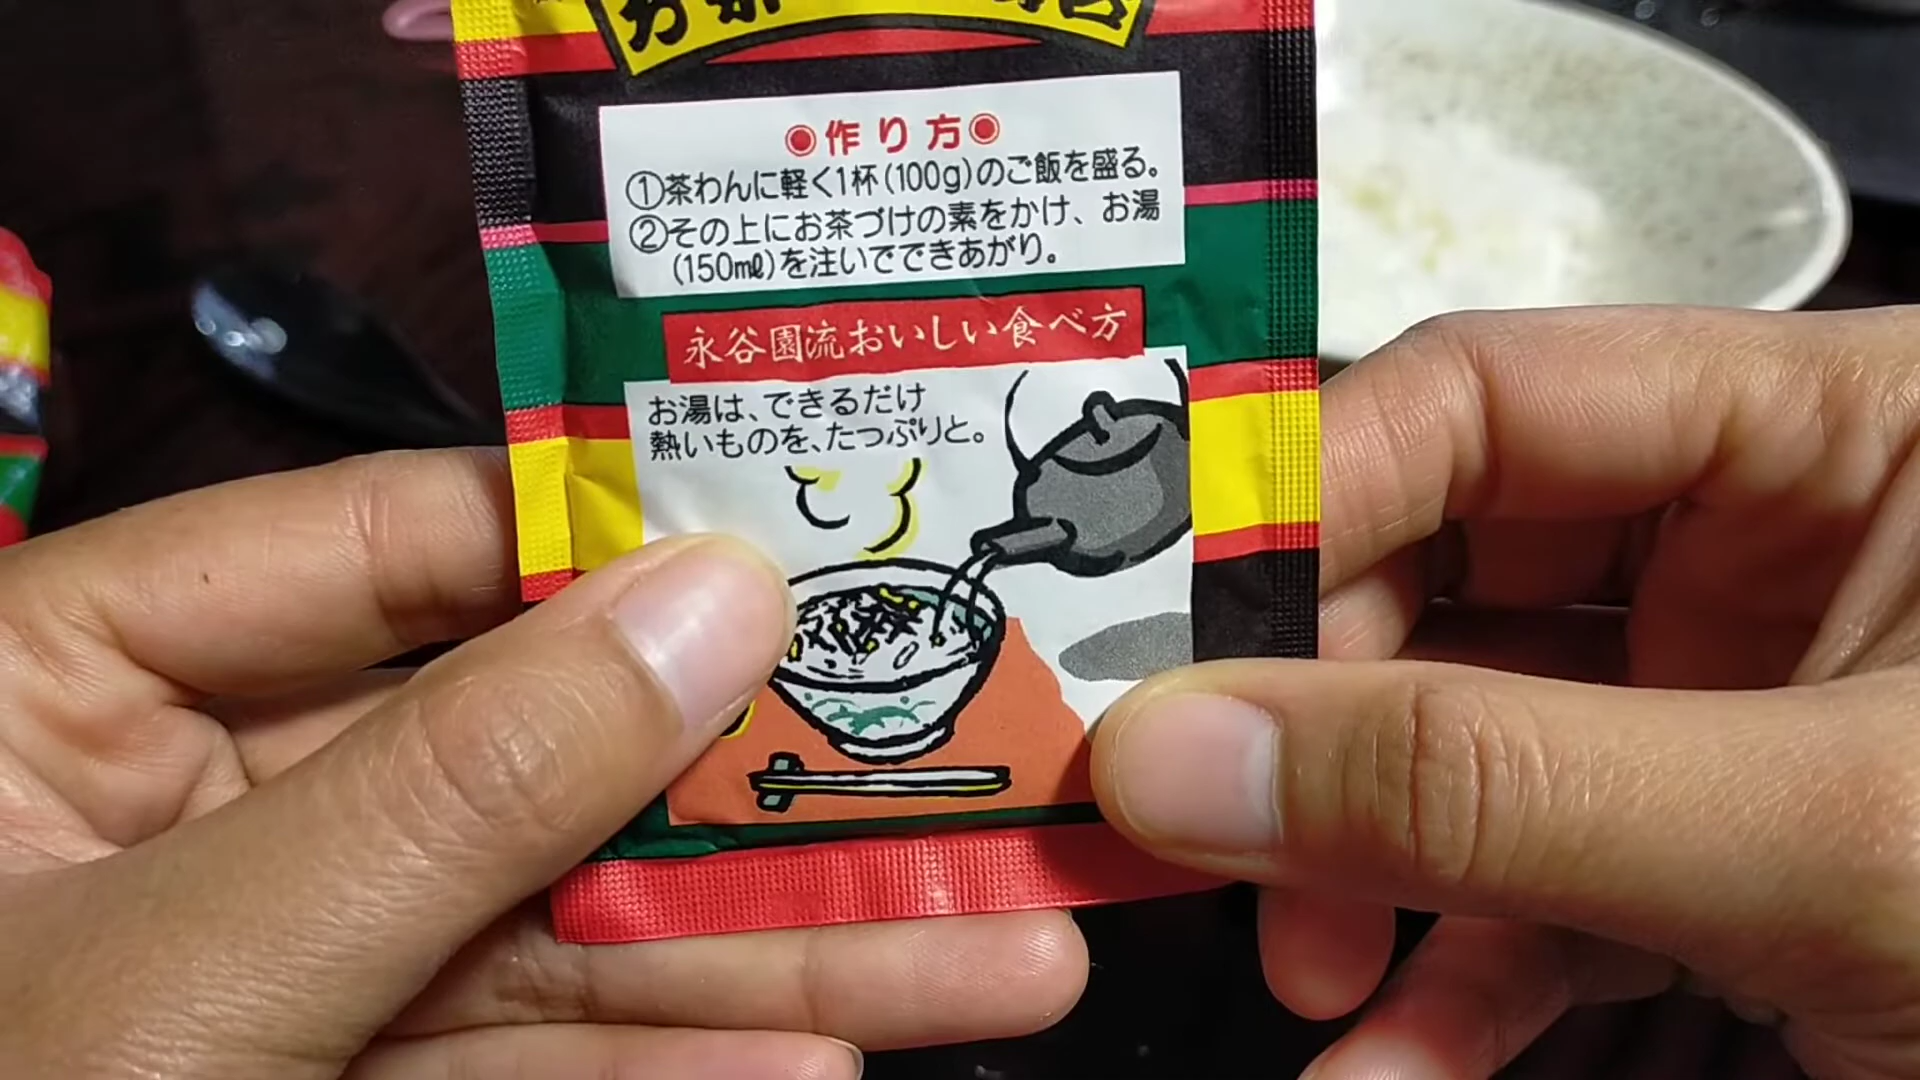 ◉作り方◉
①茶わんに軽く1杯(100g)のご飯を盛る。
②その上にお茶づけの素をかけ、お湯
(150mℓ)を注いでできあがり。
永谷園流おいしい食べ方
お湯は、できるだけ
熱いものを、たっぷりと。